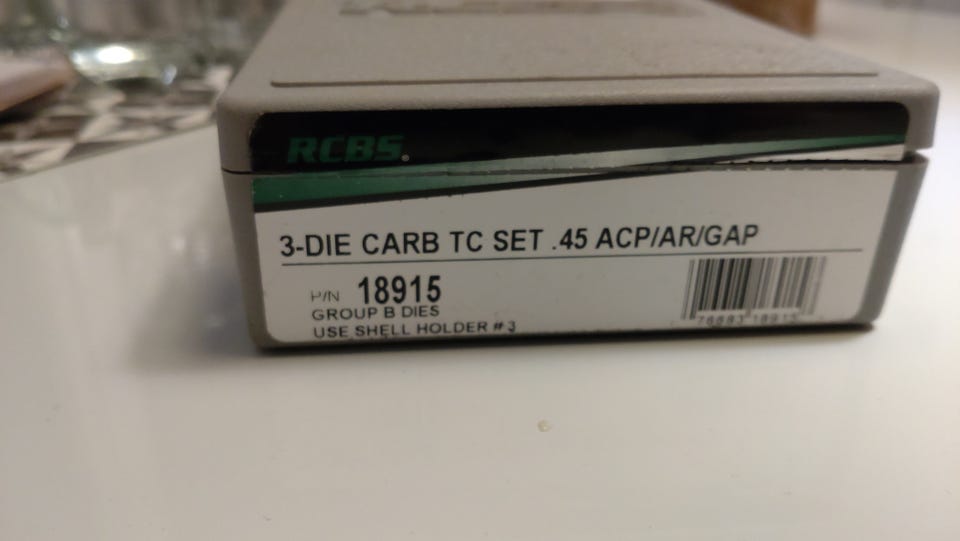 RCBS.
3-DIE CARB TC SET .45 ACP/AR/GAP
P/N 18915
GROUP B DIES
USE SHELL HOLDER #3